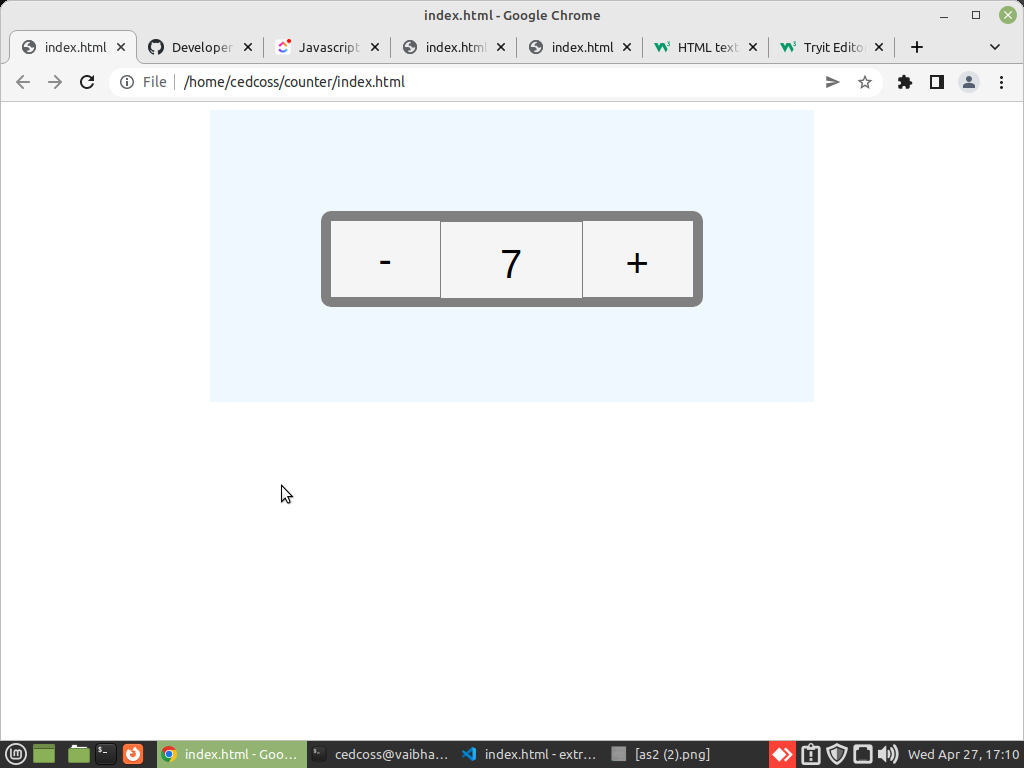 index.html - Google Chrome
index.html
Developer
Javascript
index.html
index.html
HTML text
Tryit Edito
File
/home/cedcoss/counter/index.html
- 7 +
index.html - Goo...
cedcoss@vaibha...
index.html - extr...
[as2 (2).png]
Wed Apr 27, 17:10